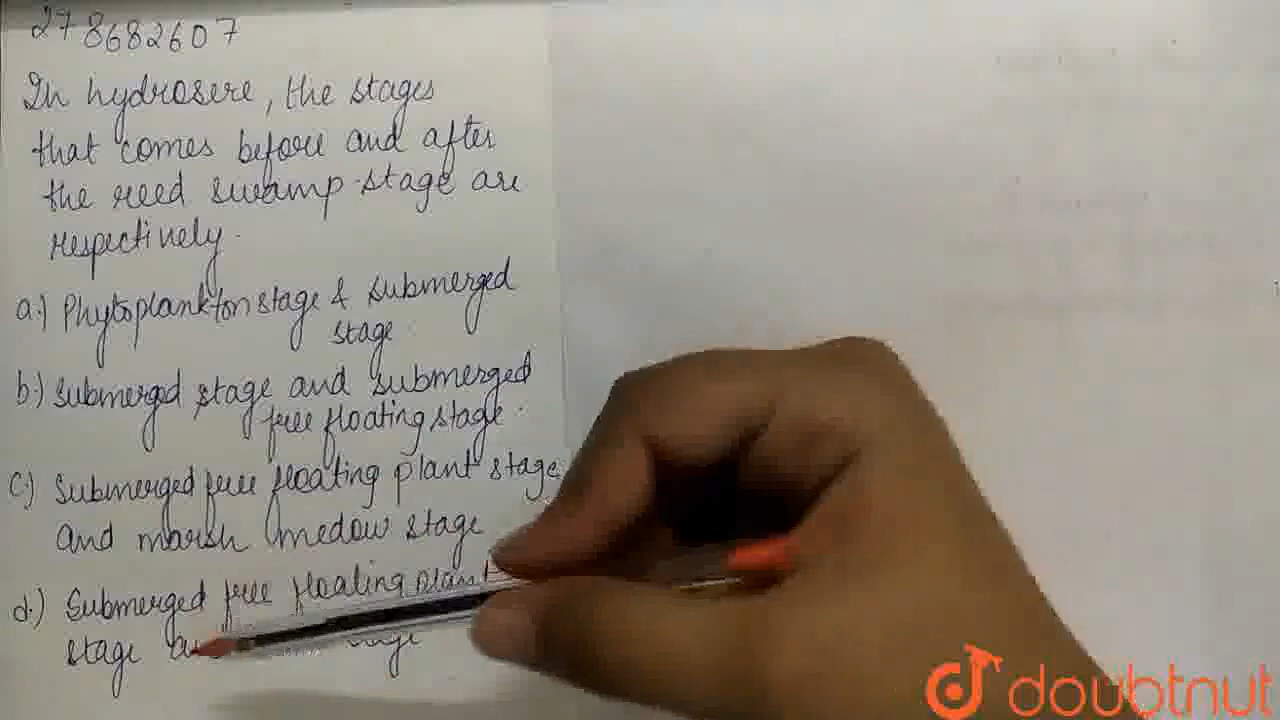 278682607
In hydrosere, the stages
that comes before and after
the reed swamp stage are
respectively.
a.) Phytoplankton stage & submerged
stage.
b.) Submerged stage and submerged
free floating stage.
c.) Submerged free floating plant stage
and marsh medow stage
d.) Submerged free floating plant
stage
doubtnut